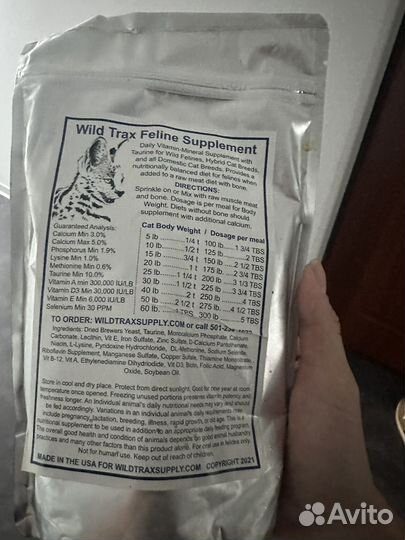 Wild Trax Feline Supplement
Daily Vitamin-Mineral Supplement with
Taurine for Wild Felines, Hybrid Cat Breeds,
and all Domestic Cat Breeds. Provides a
nutritionally balanced diet for felines when
added to a raw meat diet with bone.
DIRECTIONS:
Sprinkle on or Mix with raw muscle meat
and bone. Dosage is per meal for Body
Weight. Diets without bone should
supplement with additional calcium.
Guaranteed Analysis:
Calcium Min 3.0%
Calcium Max 5.0%
Phosphorus Min 1.9%
Lysine Min 1.0%
Methionine Min 0.6%
Taurine Min 10.0%
Vitamin A min 300,000 IU/LB
Vitamin D3 Min 30,000 IU/LB
Vitamin E Min 6,000 IU/LB
Selenium Min 30 PPM
Cat Body Weight / Dosage per meal
5 lb 1/4 t 100 lb 1 3/4 TBS
10 lb 1/2 t 125 lb 2 TBS
15 lb 3/4 t 150 lb 2 1/2 TBS
20 lb 1 t 175 lb 2 3/4 TBS
25 lb 1 1/4 t 200 lb 3 1/3 TBS
30 lb 1 1/2 t 225 lb 3 3/4 TBS
40 lb 2 t 250 lb 4 TBS
50 lb 2 1/2 t 275 lb 4 1/2 TBS
60 lb 1 TBS 300 lb 5 TBS
TO ORDER: WILDTRAXSUPPLY.COM or call 501-
Ingredients: Dried Brewers Yeast, Taurine, Monocalcium Phosphate, Calcium
Carbonate, Lecithin, Vit E, Iron Sulfate, Zinc Sulfate, D-Calcium Pantothenate,
Niacin, L-Lysine, Pyridoxine Hydrochloride, DL-Methionine, Sodium Selenite,
Riboflavin Supplement, Manganese Sulfate, Copper Sulfate, Thiamine Mononitrate,
Vit B-12, Vit A, Ethylenediamine Dihydriodide, Vit D3, Biotin, Folic Acid, Magnesium
Oxide, Soybean Oil.
Store in cool and dry place. Protect from direct sunlight. Good for near year at room
temperature once opened. Freezing unused portions preserves vitamin potency and
freshness longer. An Individual animal's daily nutritional needs may vary and should
be fed accordingly. Variations in an individual animal's daily requirements may
include pregnancy, lactation, breeding, illness, rapid growth, or old age. This is a
nutritional supplement to be used in addition to an appropriate daily feeding program.
The overall good health and condition of animals depends on good animal husbandry
practices and many other factors than this product alone. For oral use in felines only.
Not for human use. Keep out of reach of children.
MADE IN THE USA FOR WILDTRAXSUPPLY.COM Copyright 2021
Avito